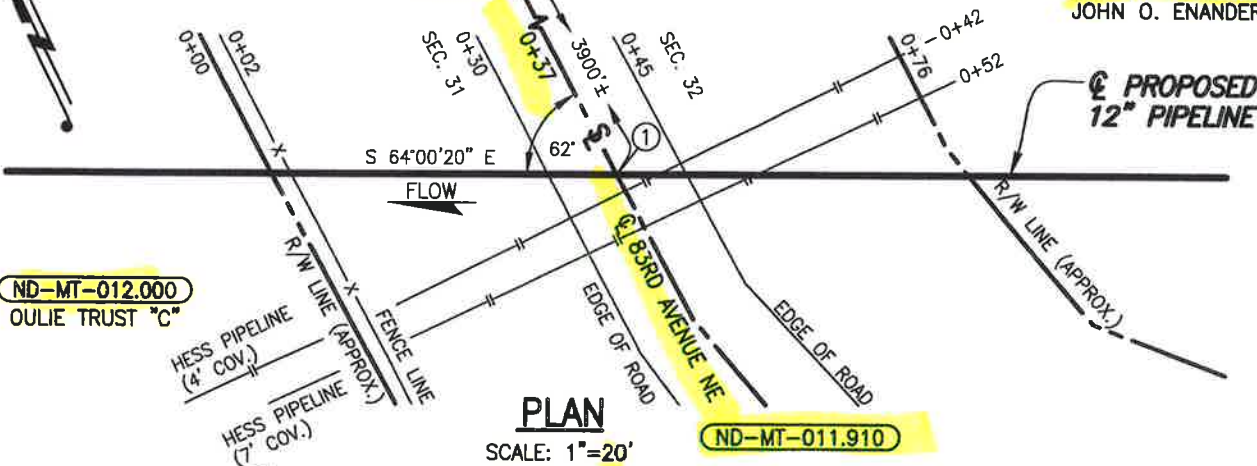 JOHN O. ENANDER
0+00
0+02
SEC. 31
0+30
0+37
3900'±
0+45
SEC. 32
0+76
-0+42
0+52
℄ PROPOSED
12" PIPELINE
S 64°00'20" E
62°
1
FLOW
ND-MT-012.000
OULIE TRUST "C"
R/W LINE (APPROX.)
FENCE LINE
X
X
HESS PIPELINE
(4' COV.)
HESS PIPELINE
(7' COV.)
EDGE OF ROAD
℄ 83RD AVENUE NE
EDGE OF ROAD
R/W LINE (APPROX.)
PLAN
SCALE: 1"=20'
ND-MT-011.910